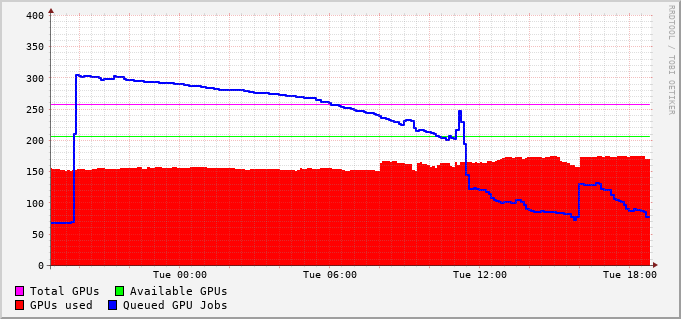 400
350
300
250
200
150
100
50
0
Tue 00:00 Tue 06:00 Tue 12:00 Tue 18:00
Total GPUs Available GPUs
GPUs used Queued GPU Jobs
RRDTOOL / TOBI OETIKER